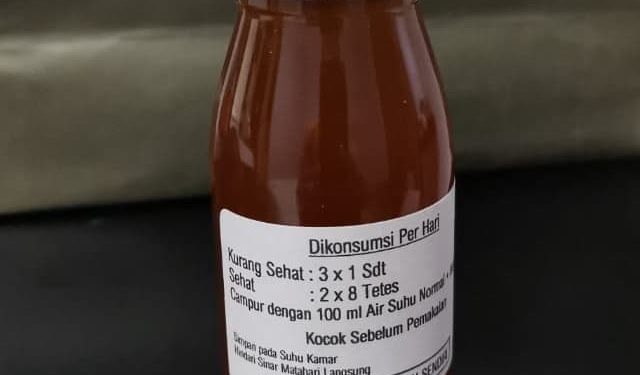 Dikonsumsi Per Hari
Kurang Sehat : 3 x 1 Sdt
Sehat : 2 x 8 Tetes
Campur dengan 100 ml Air Suhu Normal +
Kocok Sebelum Pemakaian
Simpan pada Suhu Kamar
Hindari Sinar Matahari Langsung